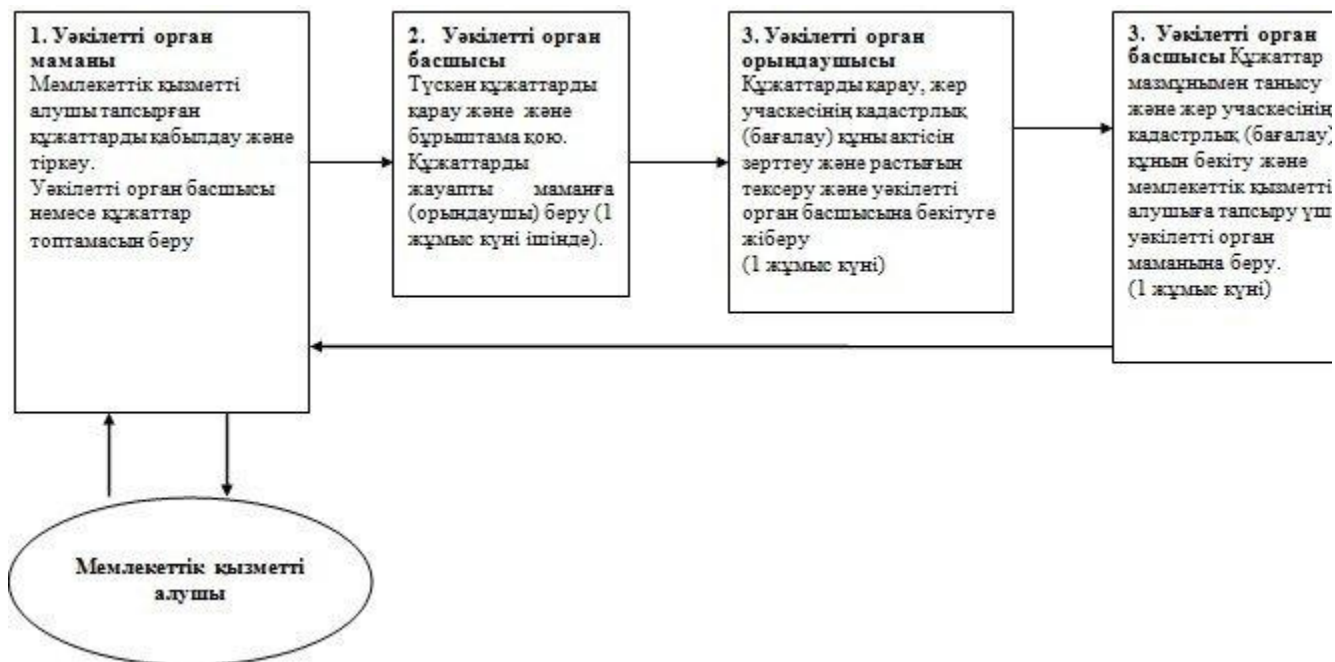 1. Уәкілетті орган
маманы
Мемлекеттік қызметті
алушы тапсырған
құжаттарды қабылдау және
тіркеу.
Уәкілетті орган басшысы
немесе құжаттар
топтамасын беру
2. Уәкілетті орган
басшысы
Түскен құжаттарды
қарау және және
бұрыштама қою.
Құжаттарды
жауапты маманға
(орындаушы) беру (1
жұмыс күні ішінде).
3. Уәкілетті орган
орындаушысы
Құжаттарды қарау, жер
учаскесінің кадастрлық
(бағалау) құны актісін
зерттеу және растығын
тексеру және уәкілетті
орган басшысына бекітуге
жіберу
(1 жұмыс күні)
3. Уәкілетті орган
басшысы Құжаттар
мазмұнымен танысу
және жер учаскесінің
кадастрлық (бағалау)
құнын бекіту және
мемлекеттік қызметті
алушыға тапсыру үш
уәкілетті орган
маманына беру.
(1 жұмыс күні)
Мемлекеттік қызметті
алушы